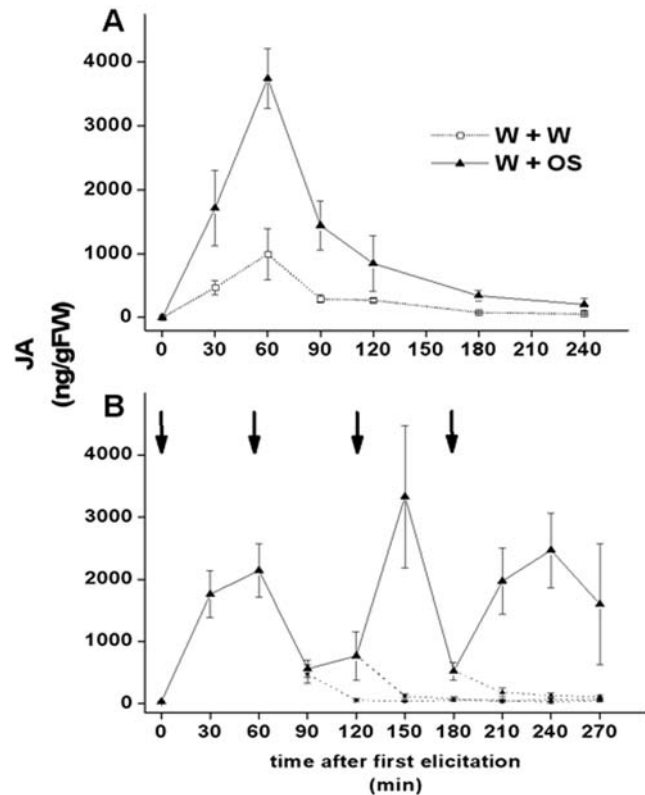 A
4000
3000
2000
1000
0
W + W
W + OS
0 30 60 90 120 150 180 210 240
JA
(ng/gFW)
B
4000
3000
2000
1000
0
0 30 60 90 120 150 180 210 240 270
time after first elicitation
(min)